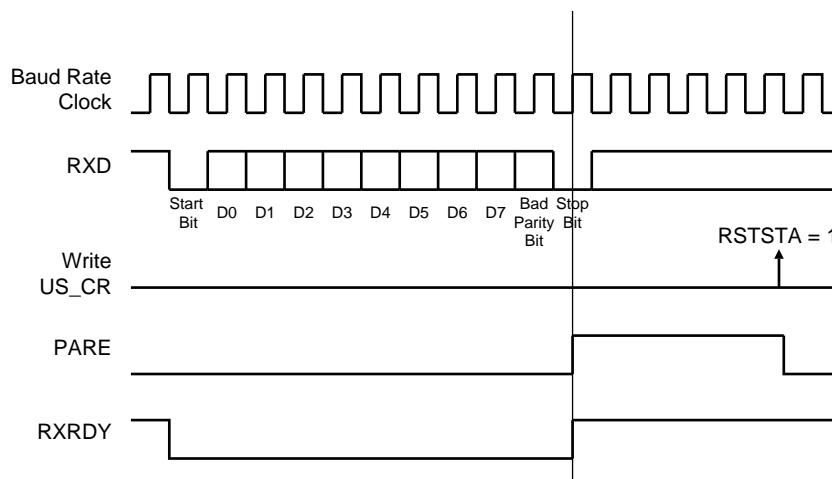 Baud Rate
Clock
RXD
Start
Bit
D0
D1
D2
D3
D4
D5
D6
D7
Bad
Parity
Bit
Stop
Bit
RSTSTA = 1
Write
US_CR
PARE
RXRDY